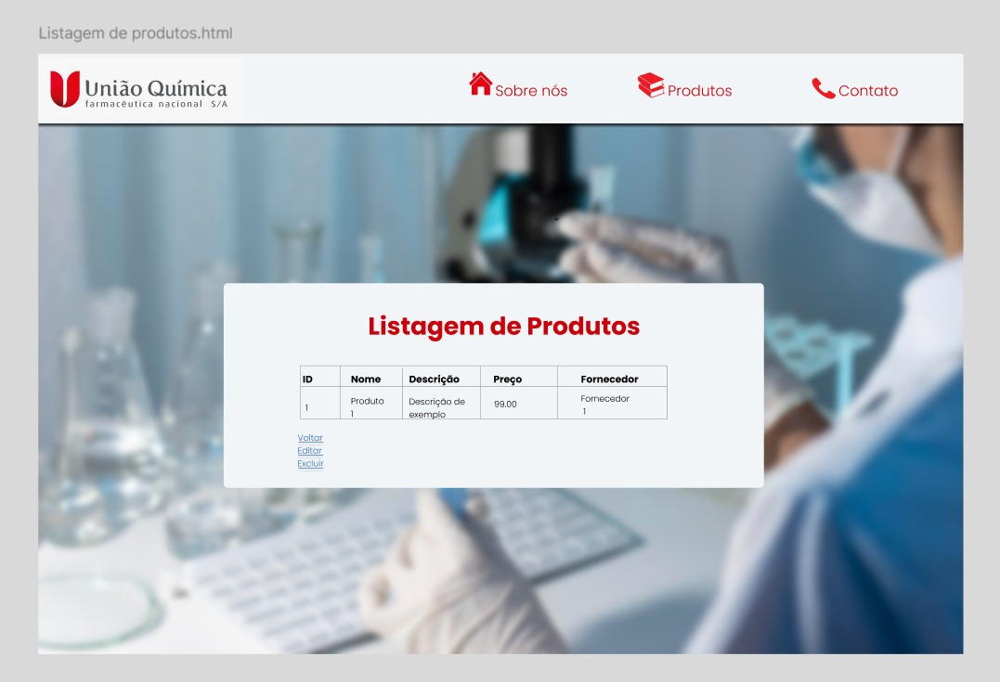 Listagem de produtos.html
União Química
farmacêutica nacional S/A
Sobre nós
Produtos
Contato
Listagem de Produtos
ID Nome Descrição Preço Fornecedor
1 Produto 1 Descrição de exemplo 99.00 Fornecedor 1
Voltar
Editar
Excluir